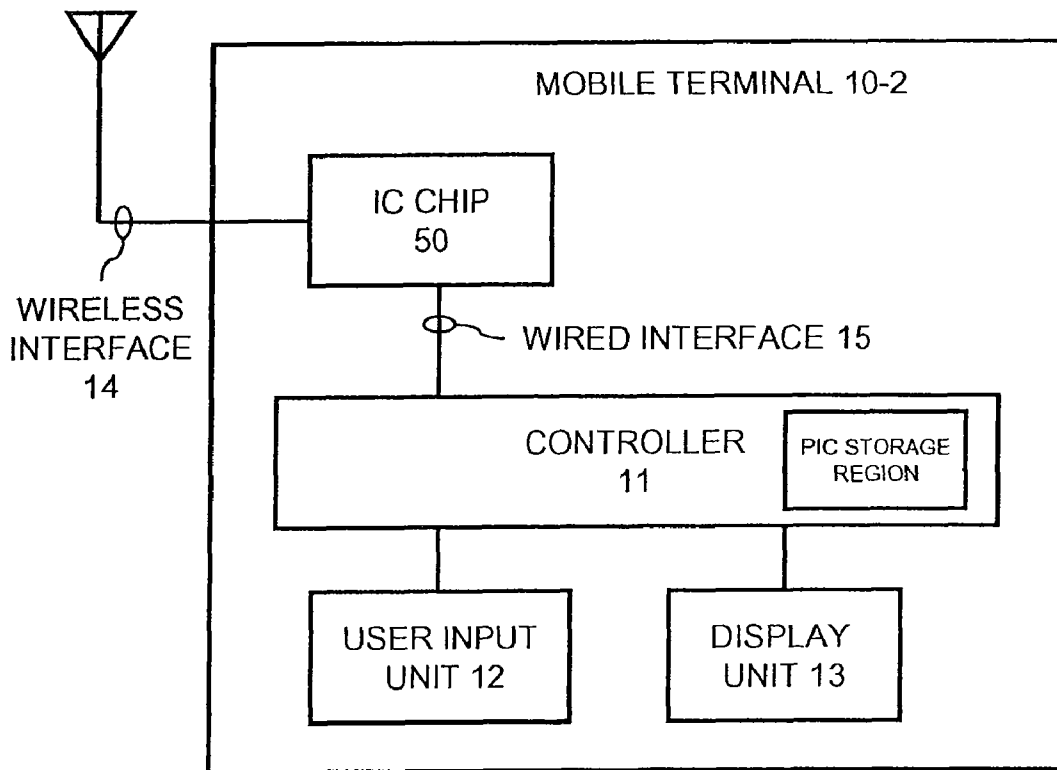 MOBILE TERMINAL 10-2
IC CHIP
50
WIRELESS
INTERFACE
14
WIRED INTERFACE 15
CONTROLLER
11
PIC STORAGE
REGION
USER INPUT
UNIT 12
DISPLAY
UNIT 13